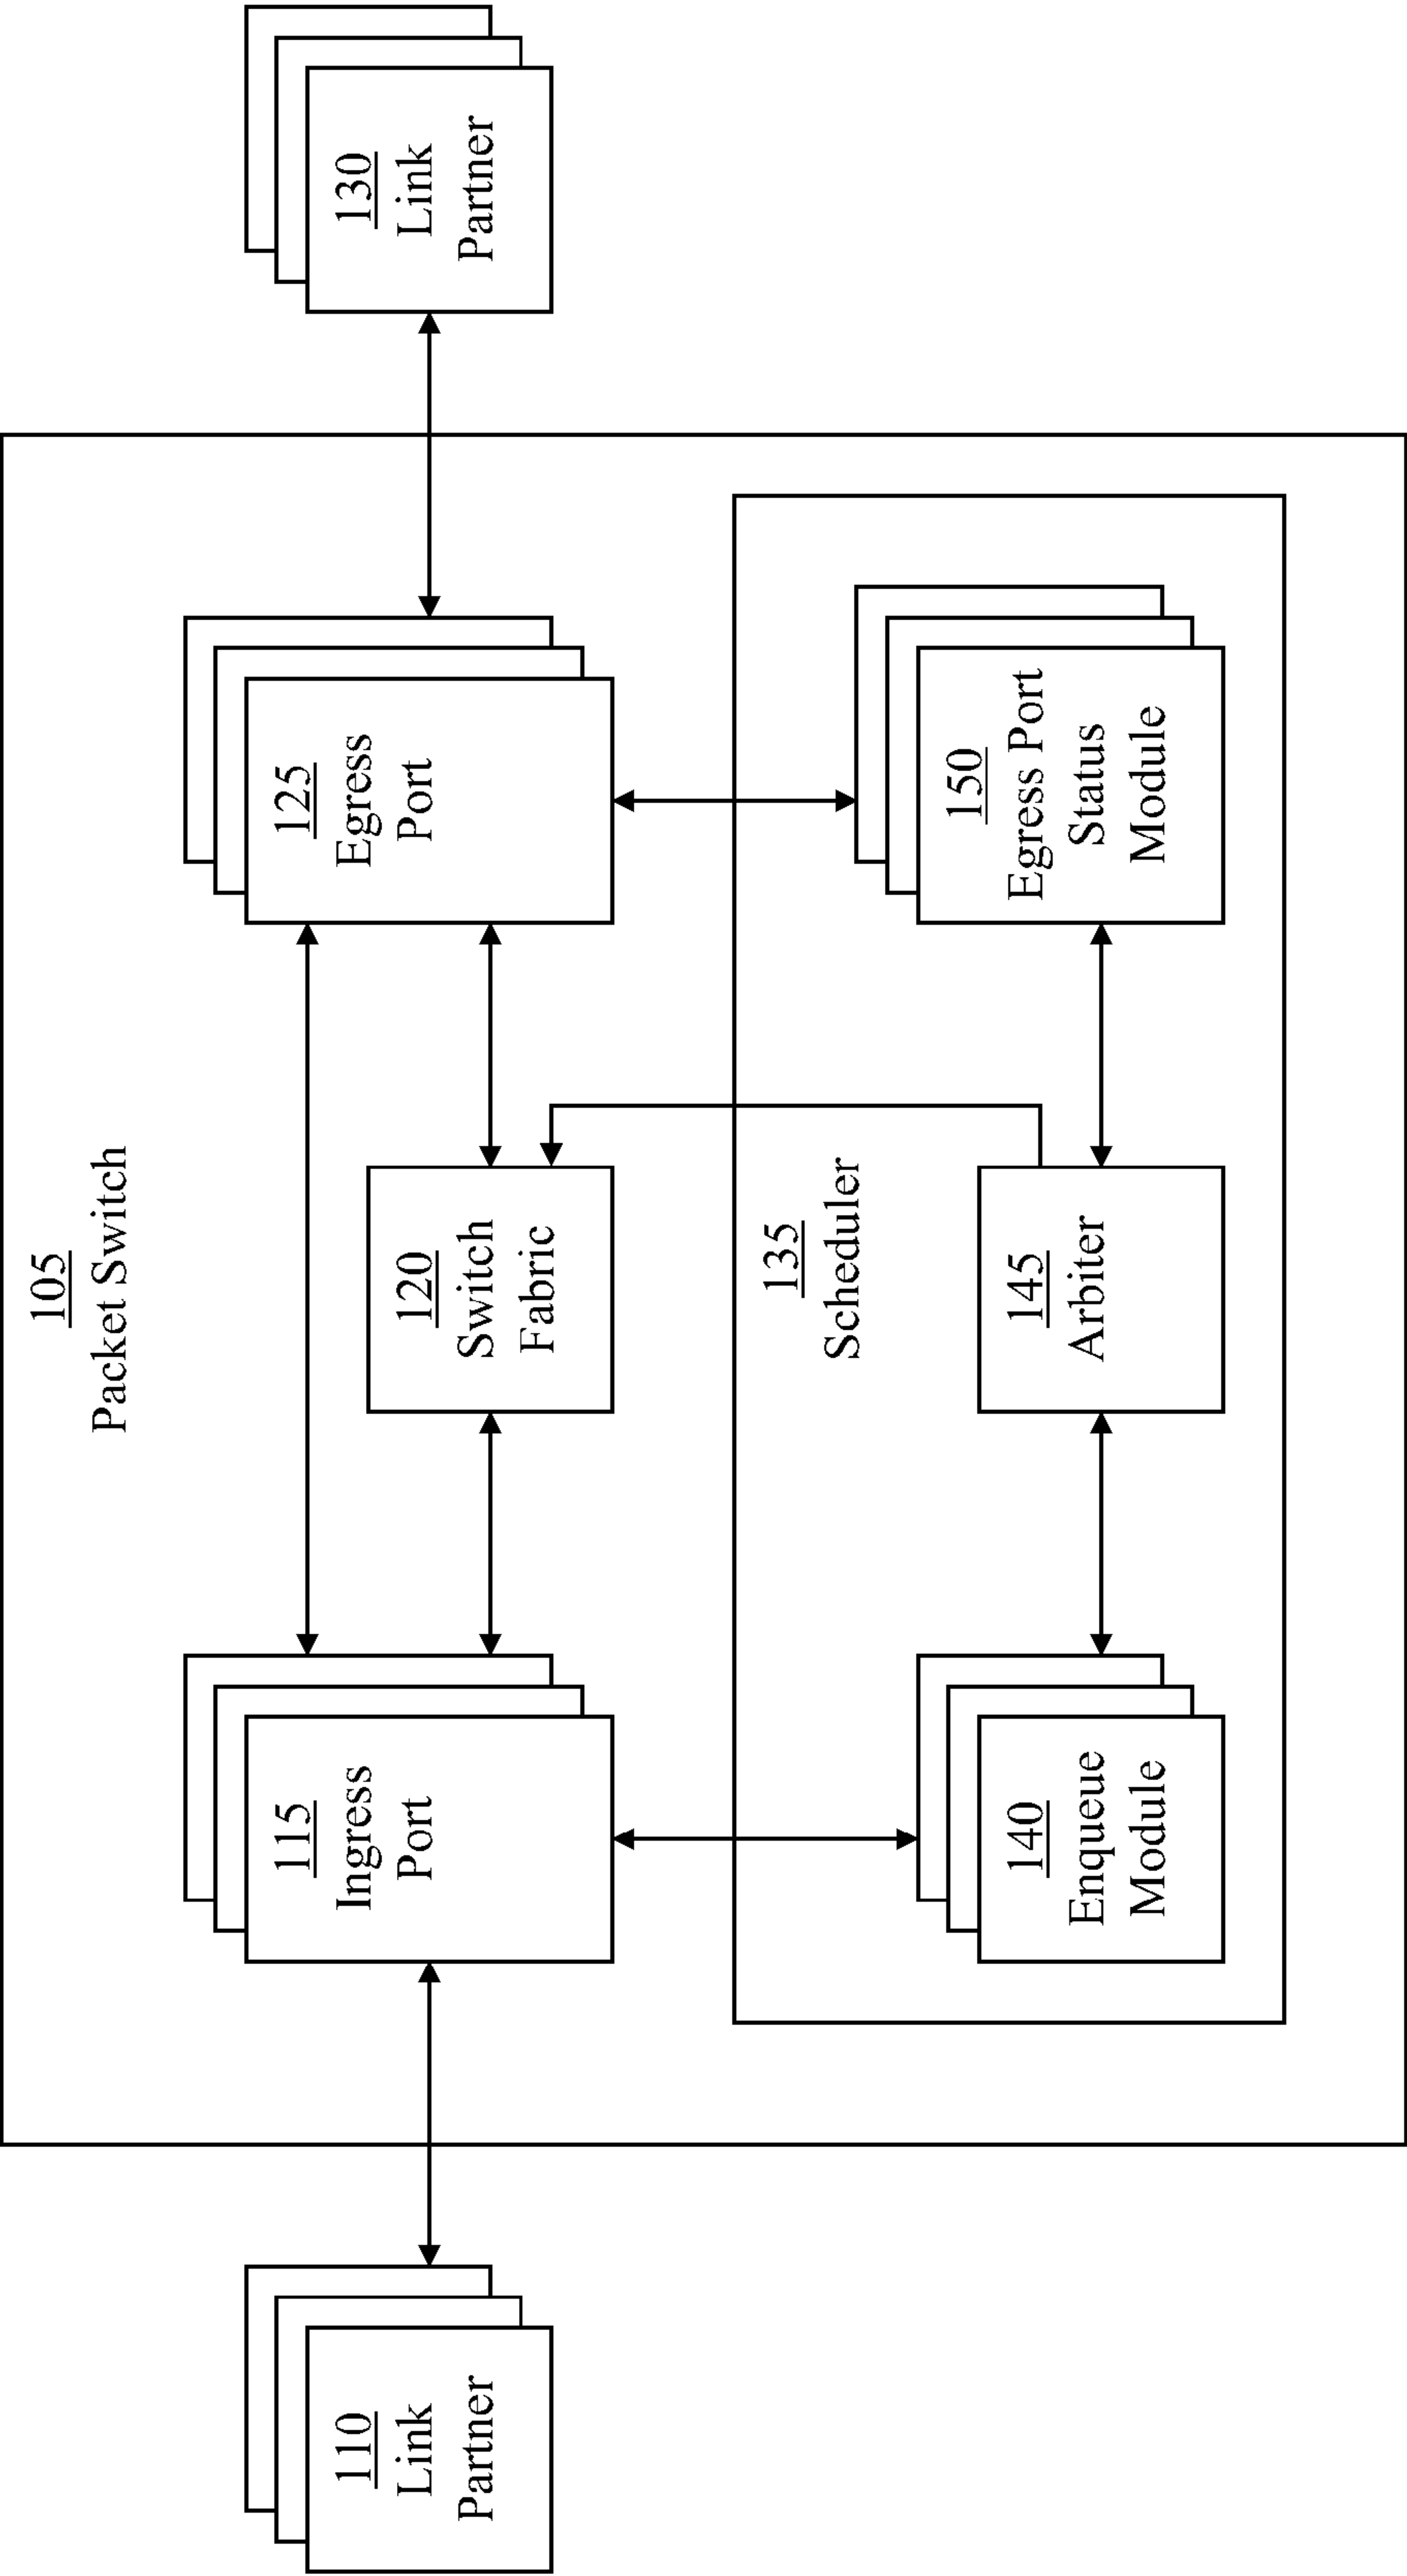 105
Packet Switch
110
Link
Partner
115
Ingress
Port
120
Switch
Fabric
125
Egress
Port
130
Link
Partner
135
Scheduler
140
Enqueue
Module
145
Arbiter
150
Egress Port
Status
Module